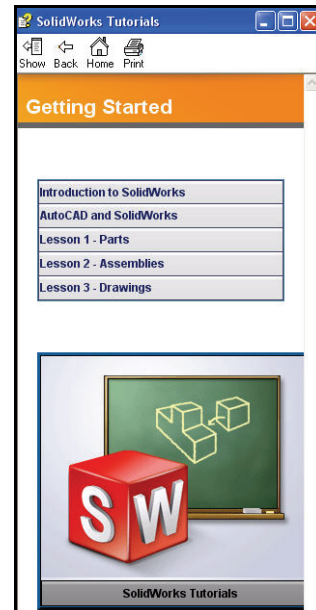 SolidWorks Tutorials
Show Back Home Print
Getting Started
Introduction to SolidWorks
AutoCAD and SolidWorks
Lesson 1 - Parts
Lesson 2 - Assemblies
Lesson 3 - Drawings
S W
SolidWorks Tutorials